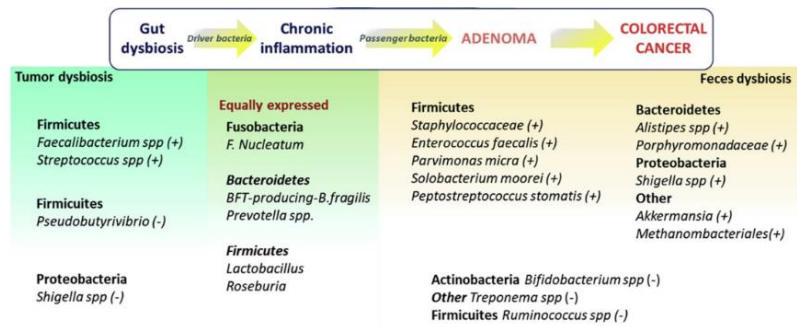 Gut dysbiosis
Driver bacteria
Chronic inflammation
Passenger bacteria
ADENOMA
COLORECTAL CANCER
Tumor dysbiosis
Feces dysbiosis
Firmicutes
Faecalibacterium spp (+)
Streptococcus spp (+)
Firmicuites
Pseudobutyrivibrio (-)
Proteobacteria
Shigella spp (-)
Equally expressed
Fusobacteria
F. Nucleatum
Bacteroidetes
BFT-producing-B.fragilis
Prevotella spp.
Firmicutes
Lactobacillus
Roseburia
Firmicutes
Staphylococcaceae (+)
Enterococcus faecalis (+)
Parvimonas micra (+)
Solobacterium moorei (+)
Peptostreptococcus stomatis (+)
Bacteroidetes
Alistipes spp (+)
Porphyromonadaceae (+)
Proteobacteria
Shigella spp (+)
Other
Akkermansia (+)
Methanombacteriales(+)
Actinobacteria Bifidobacterium spp (-)
Other Treponema spp (-)
Firmicuites Ruminococcus spp (-)